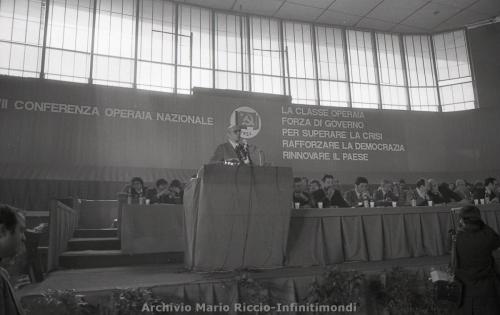 VII CONFERENZA OPERAIA NAZIONALE
LA CLASSE OPERAIA
FORZA DI GOVERNO
PER SUPERARE LA CRISI
RAFFORZARE LA DEMOCRAZIA
RINNOVARE IL PAESE
Archivio Mario Riccio-Infinitimondi